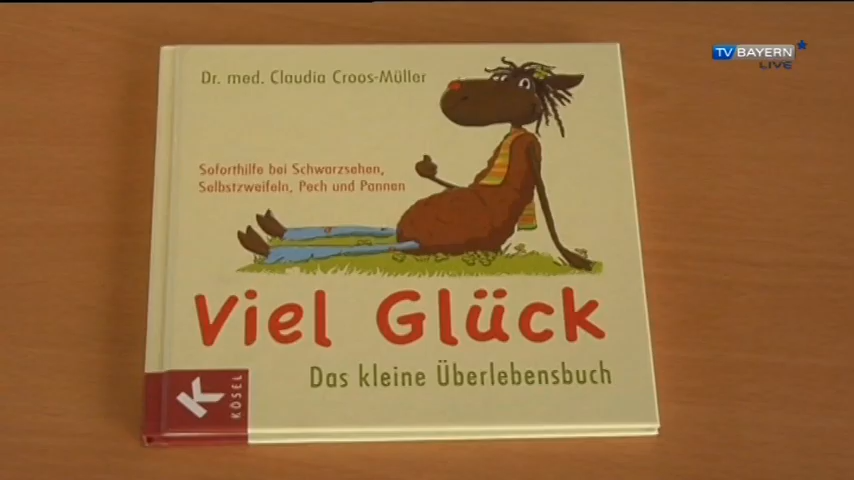 TV BAYERN
LIVE
Dr. med. Claudia Croos-Müller
Soforthilfe bei Schwarzsehen,
Selbstzweifeln, Pech und Pannen
Viel Glück
Das kleine Überlebensbuch
K
KÖSEL